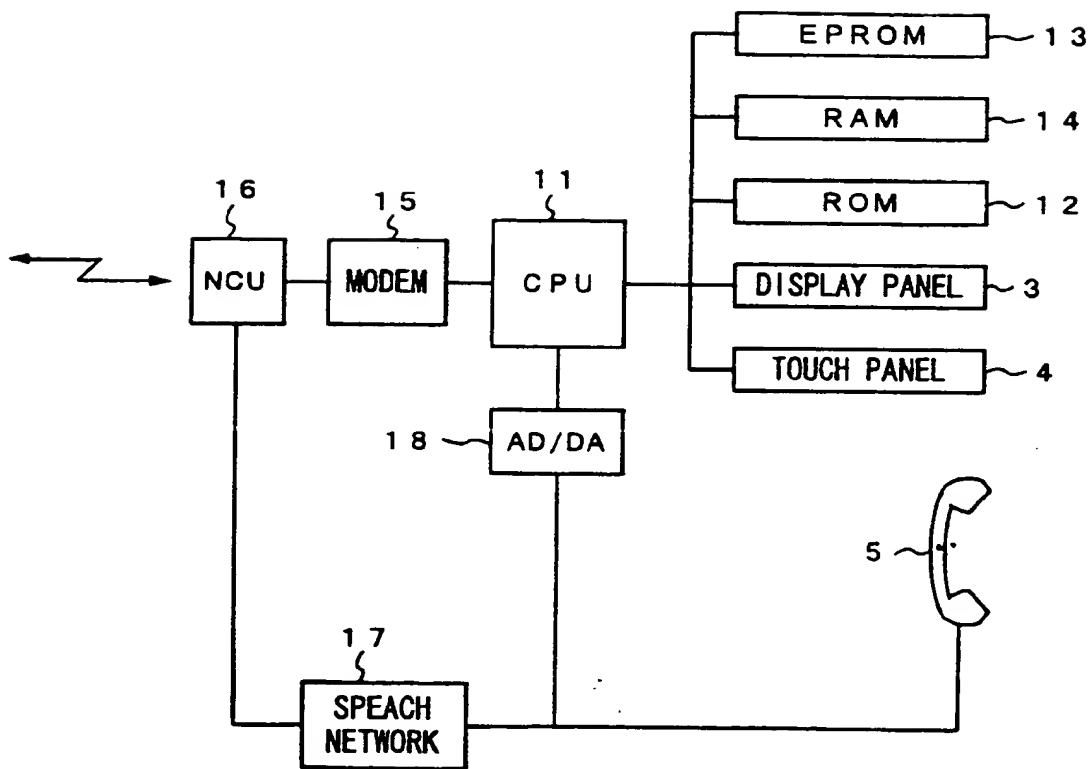 EPROM 13
RAM 14
ROM 12
DISPLAY PANEL 3
TOUCH PANEL 4
16
NCU
15
MODEM
11
CPU
18 AD/DA
5
17
SPEACH
NETWORK